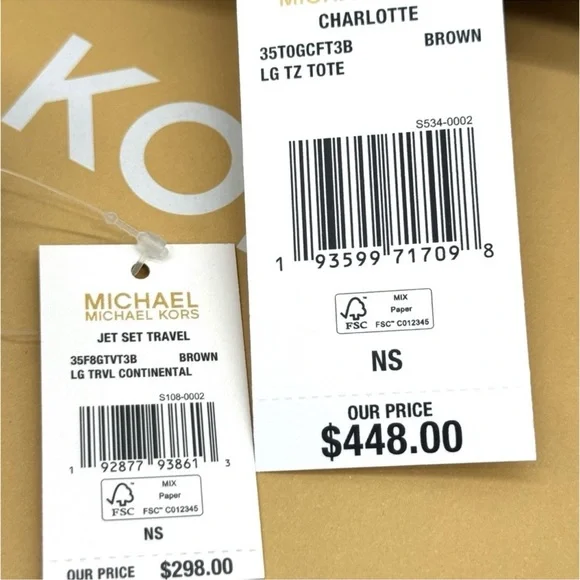 KO
MICHAEL KORS
CHARLOTTE
35T0GCFT3B BROWN
LG TZ TOTE
S534-0002
1 93599 71709 8
FSC
MIX
Paper
FSC™ C012345
NS
OUR PRICE
$448.00
MICHAEL
MICHAEL KORS
JET SET TRAVEL
35F8GTVT3B BROWN
LG TRVL CONTINENTAL
S108-0002
1 92877 93861 3
FSC
MIX
Paper
FSC™ C012345
NS
OUR PRICE $298.00